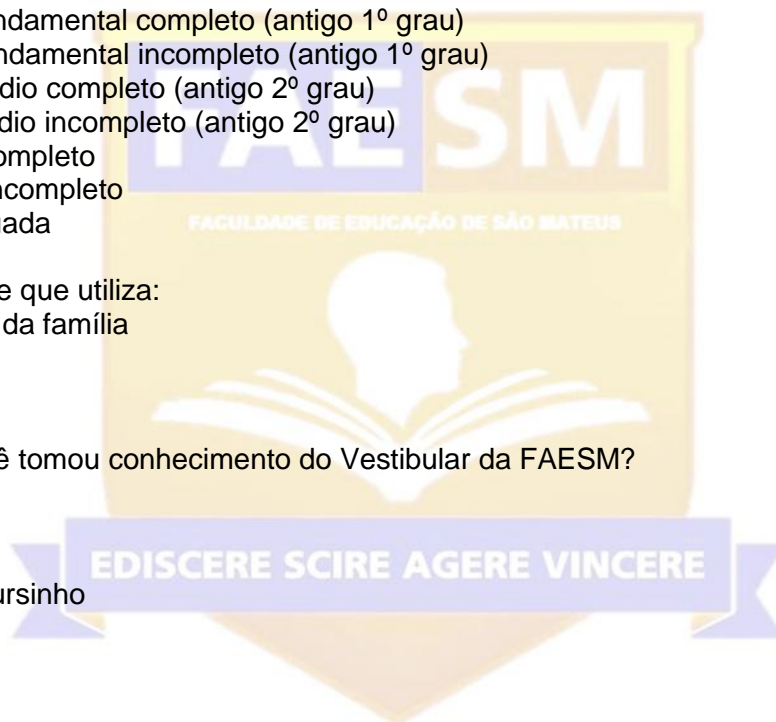 ndamental completo (antigo 1º grau)
ndamental incompleto (antigo 1º grau)
dio completo (antigo 2º grau)
dio incompleto (antigo 2º grau)
ompleto
ncompleto
uada
FAESM
FACULDADE DE EDUCAÇÃO DE SÃO MATEUS
e que utiliza:
da família
ê tomou conhecimento do Vestibular da FAESM?
EDISCERE SCIRE AGERE VINCERE
ursinho